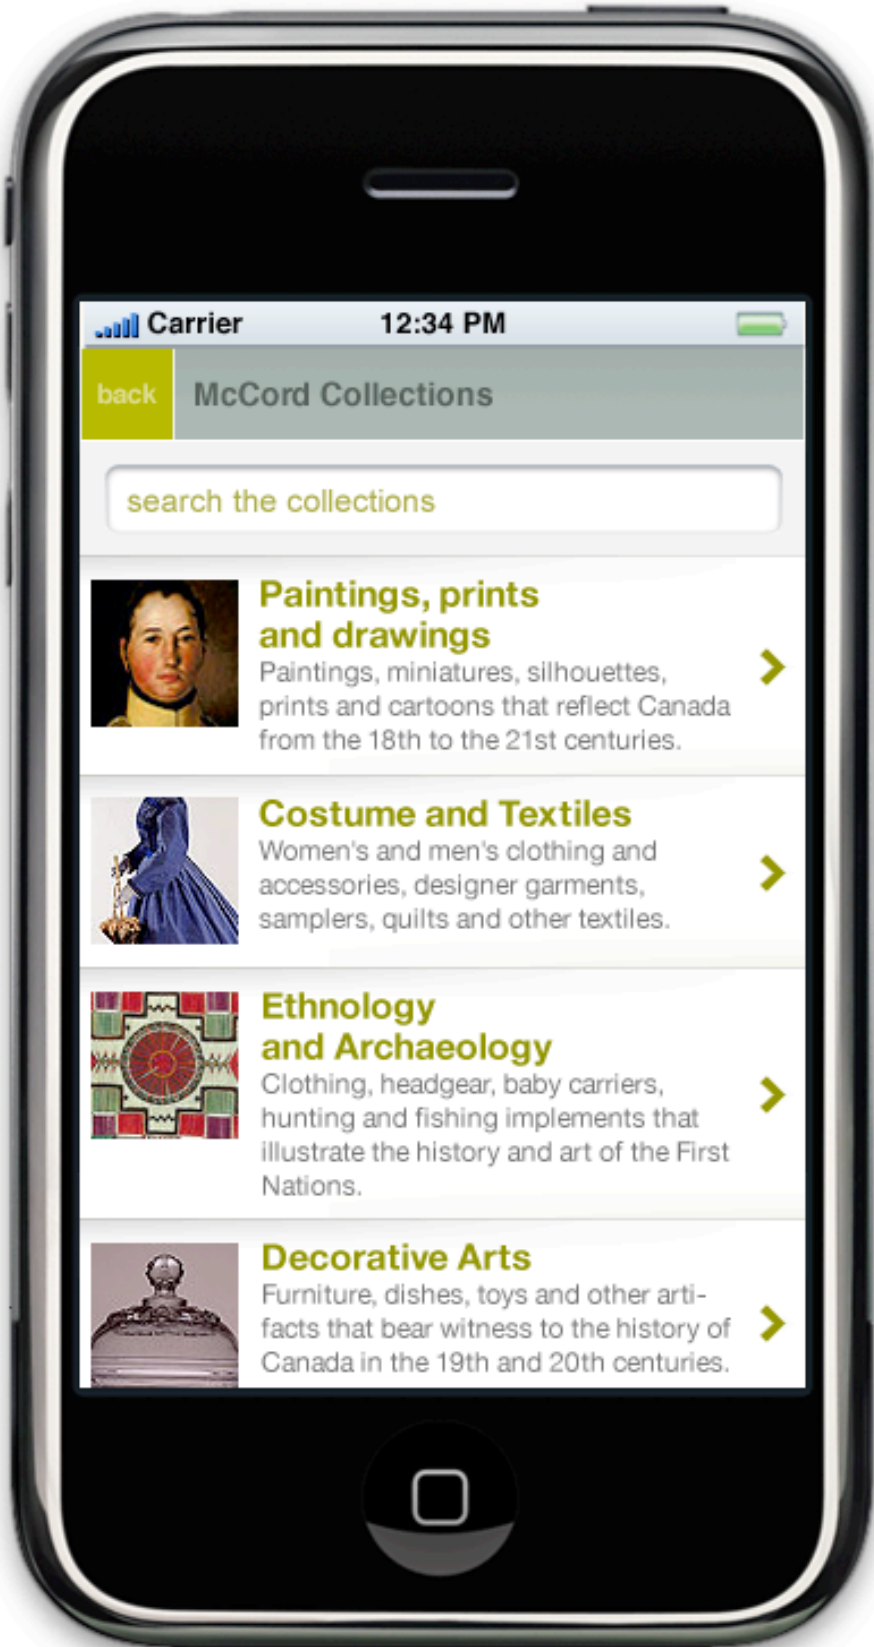 Carrier
12:34 PM
back
McCord Collections
search the collections
Paintings, prints
and drawings
Paintings, miniatures, silhouettes,
prints and cartoons that reflect Canada
from the 18th to the 21st centuries.
Costume and Textiles
Women's and men's clothing and
accessories, designer garments,
samplers, quilts and other textiles.
Ethnology
and Archaeology
Clothing, headgear, baby carriers,
hunting and fishing implements that
illustrate the history and art of the First
Nations.
Decorative Arts
Furniture, dishes, toys and other arti-
facts that bear witness to the history of
Canada in the 19th and 20th centuries.